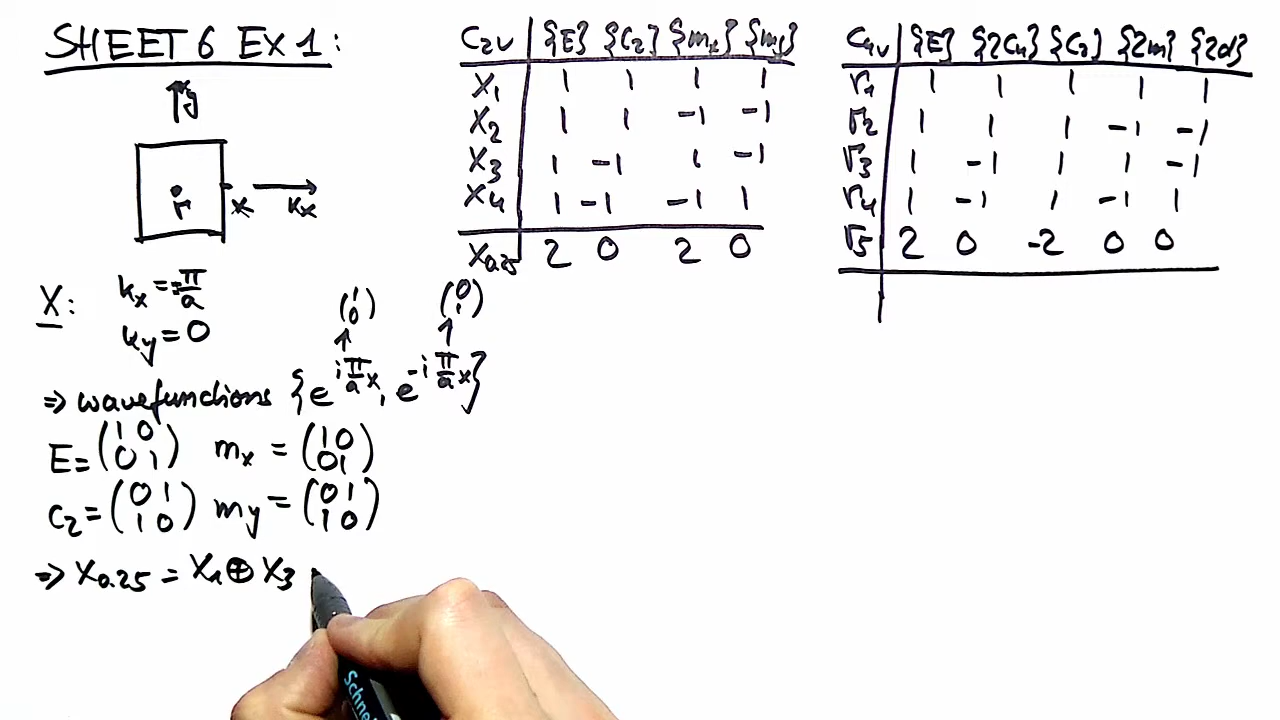 SHEET 6 EX 1:
y
Γ X kx
X: kx = π/a
ky = 0
(1 0) (0 1)
⇒ wavefunctions {e^{i π/a x}, e^{-i π/a x}}
E = (1 0 / 0 1) mx = (1 0 / 0 1)
C2 = (0 1 / 1 0) my = (0 1 / 1 0)
⇒ X0.25 = X1 ⊕ X3
C2v {E} {C2} {mx} {my}
X1 1 1 1 1
X2 1 1 -1 -1
X3 1 -1 1 -1
X4 1 -1 -1 1
X0.25 2 0 2 0
C4v {E} {2C4} {C2} {2m} {2d}
Γ1 1 1 1 1 1
Γ2 1 1 1 -1 -1
Γ3 1 -1 1 1 -1
Γ4 1 -1 1 -1 1
Γ5 2 0 -2 0 0
Schne